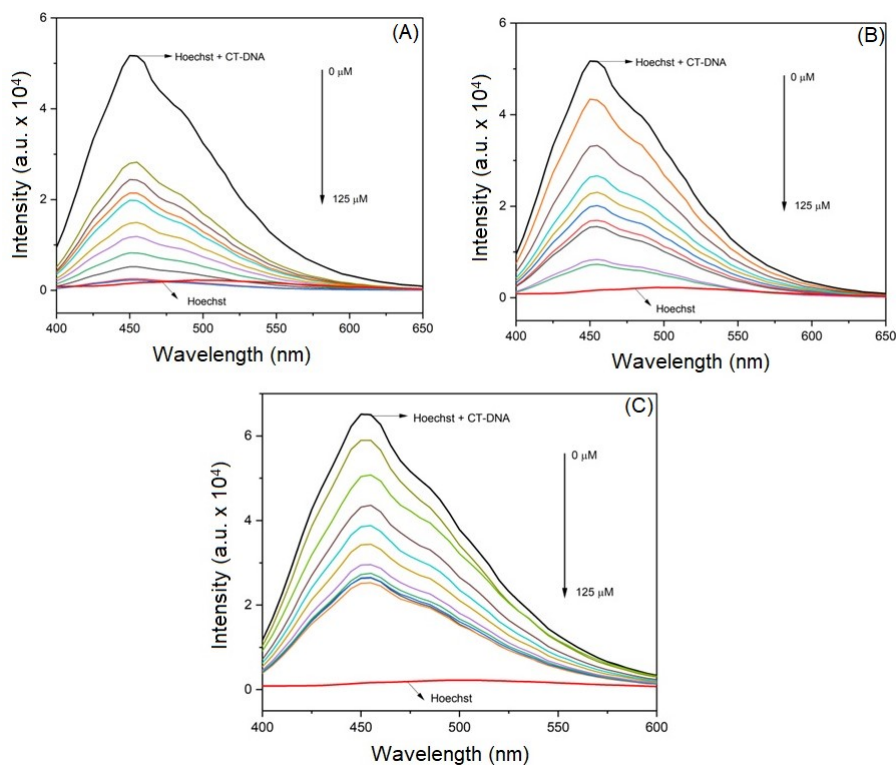 (A)
Intensity (a.u. x 10⁴)
6
4
2
0
Hoechst + CT-DNA
0 μM
125 μM
Hoechst
400 450 500 550 600 650
Wavelength (nm)
(B)
Intensity (a.u. x 10⁴)
6
4
2
0
Hoechst + CT-DNA
0 μM
125 μM
Hoechst
400 450 500 550 600 650
Wavelength (nm)
(C)
Intensity (a.u. x 10⁴)
6
4
2
0
Hoechst + CT-DNA
0 μM
125 μM
Hoechst
400 450 500 550 600
Wavelength (nm)